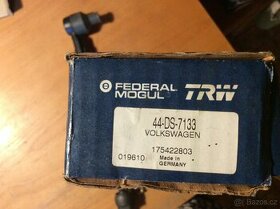 FEDERAL MOGUL TRW
44-DS-7133
VOLKSWAGEN
175422803
019610 Made in GERMANY